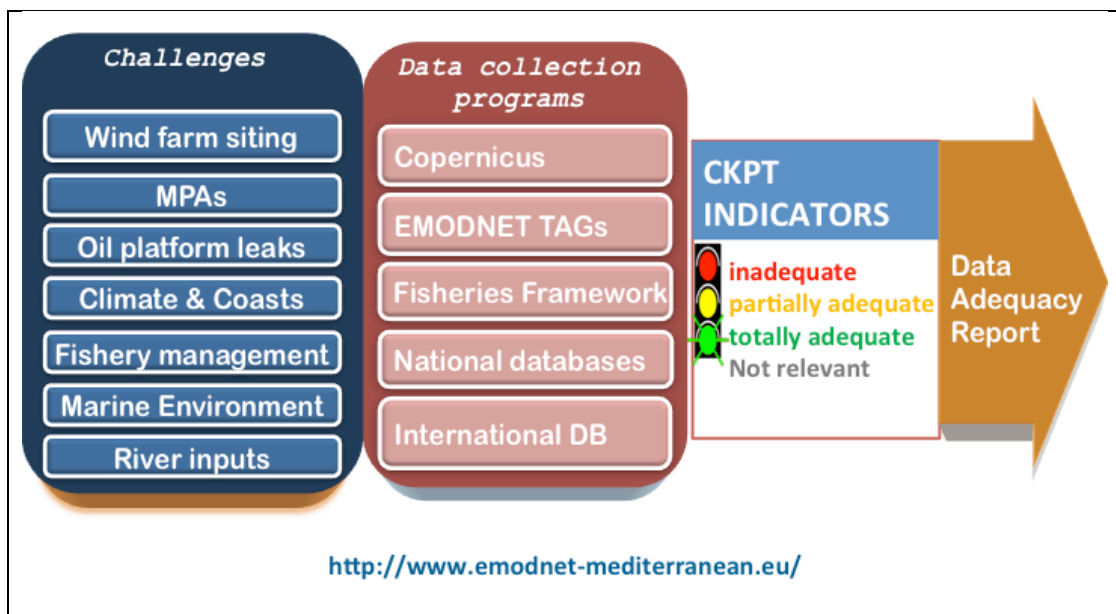 Challenges
Wind farm siting
MPAs
Oil platform leaks
Climate & Coasts
Fishery management
Marine Environment
River inputs
Data collection
programs
Copernicus
EMODNET TAGs
Fisheries Framework
National databases
International DB
CKPT
INDICATORS
inadequate
partially adequate
totally adequate
Not relevant
Data
Adequacy
Report
http://www.emodnet-mediterranean.eu/